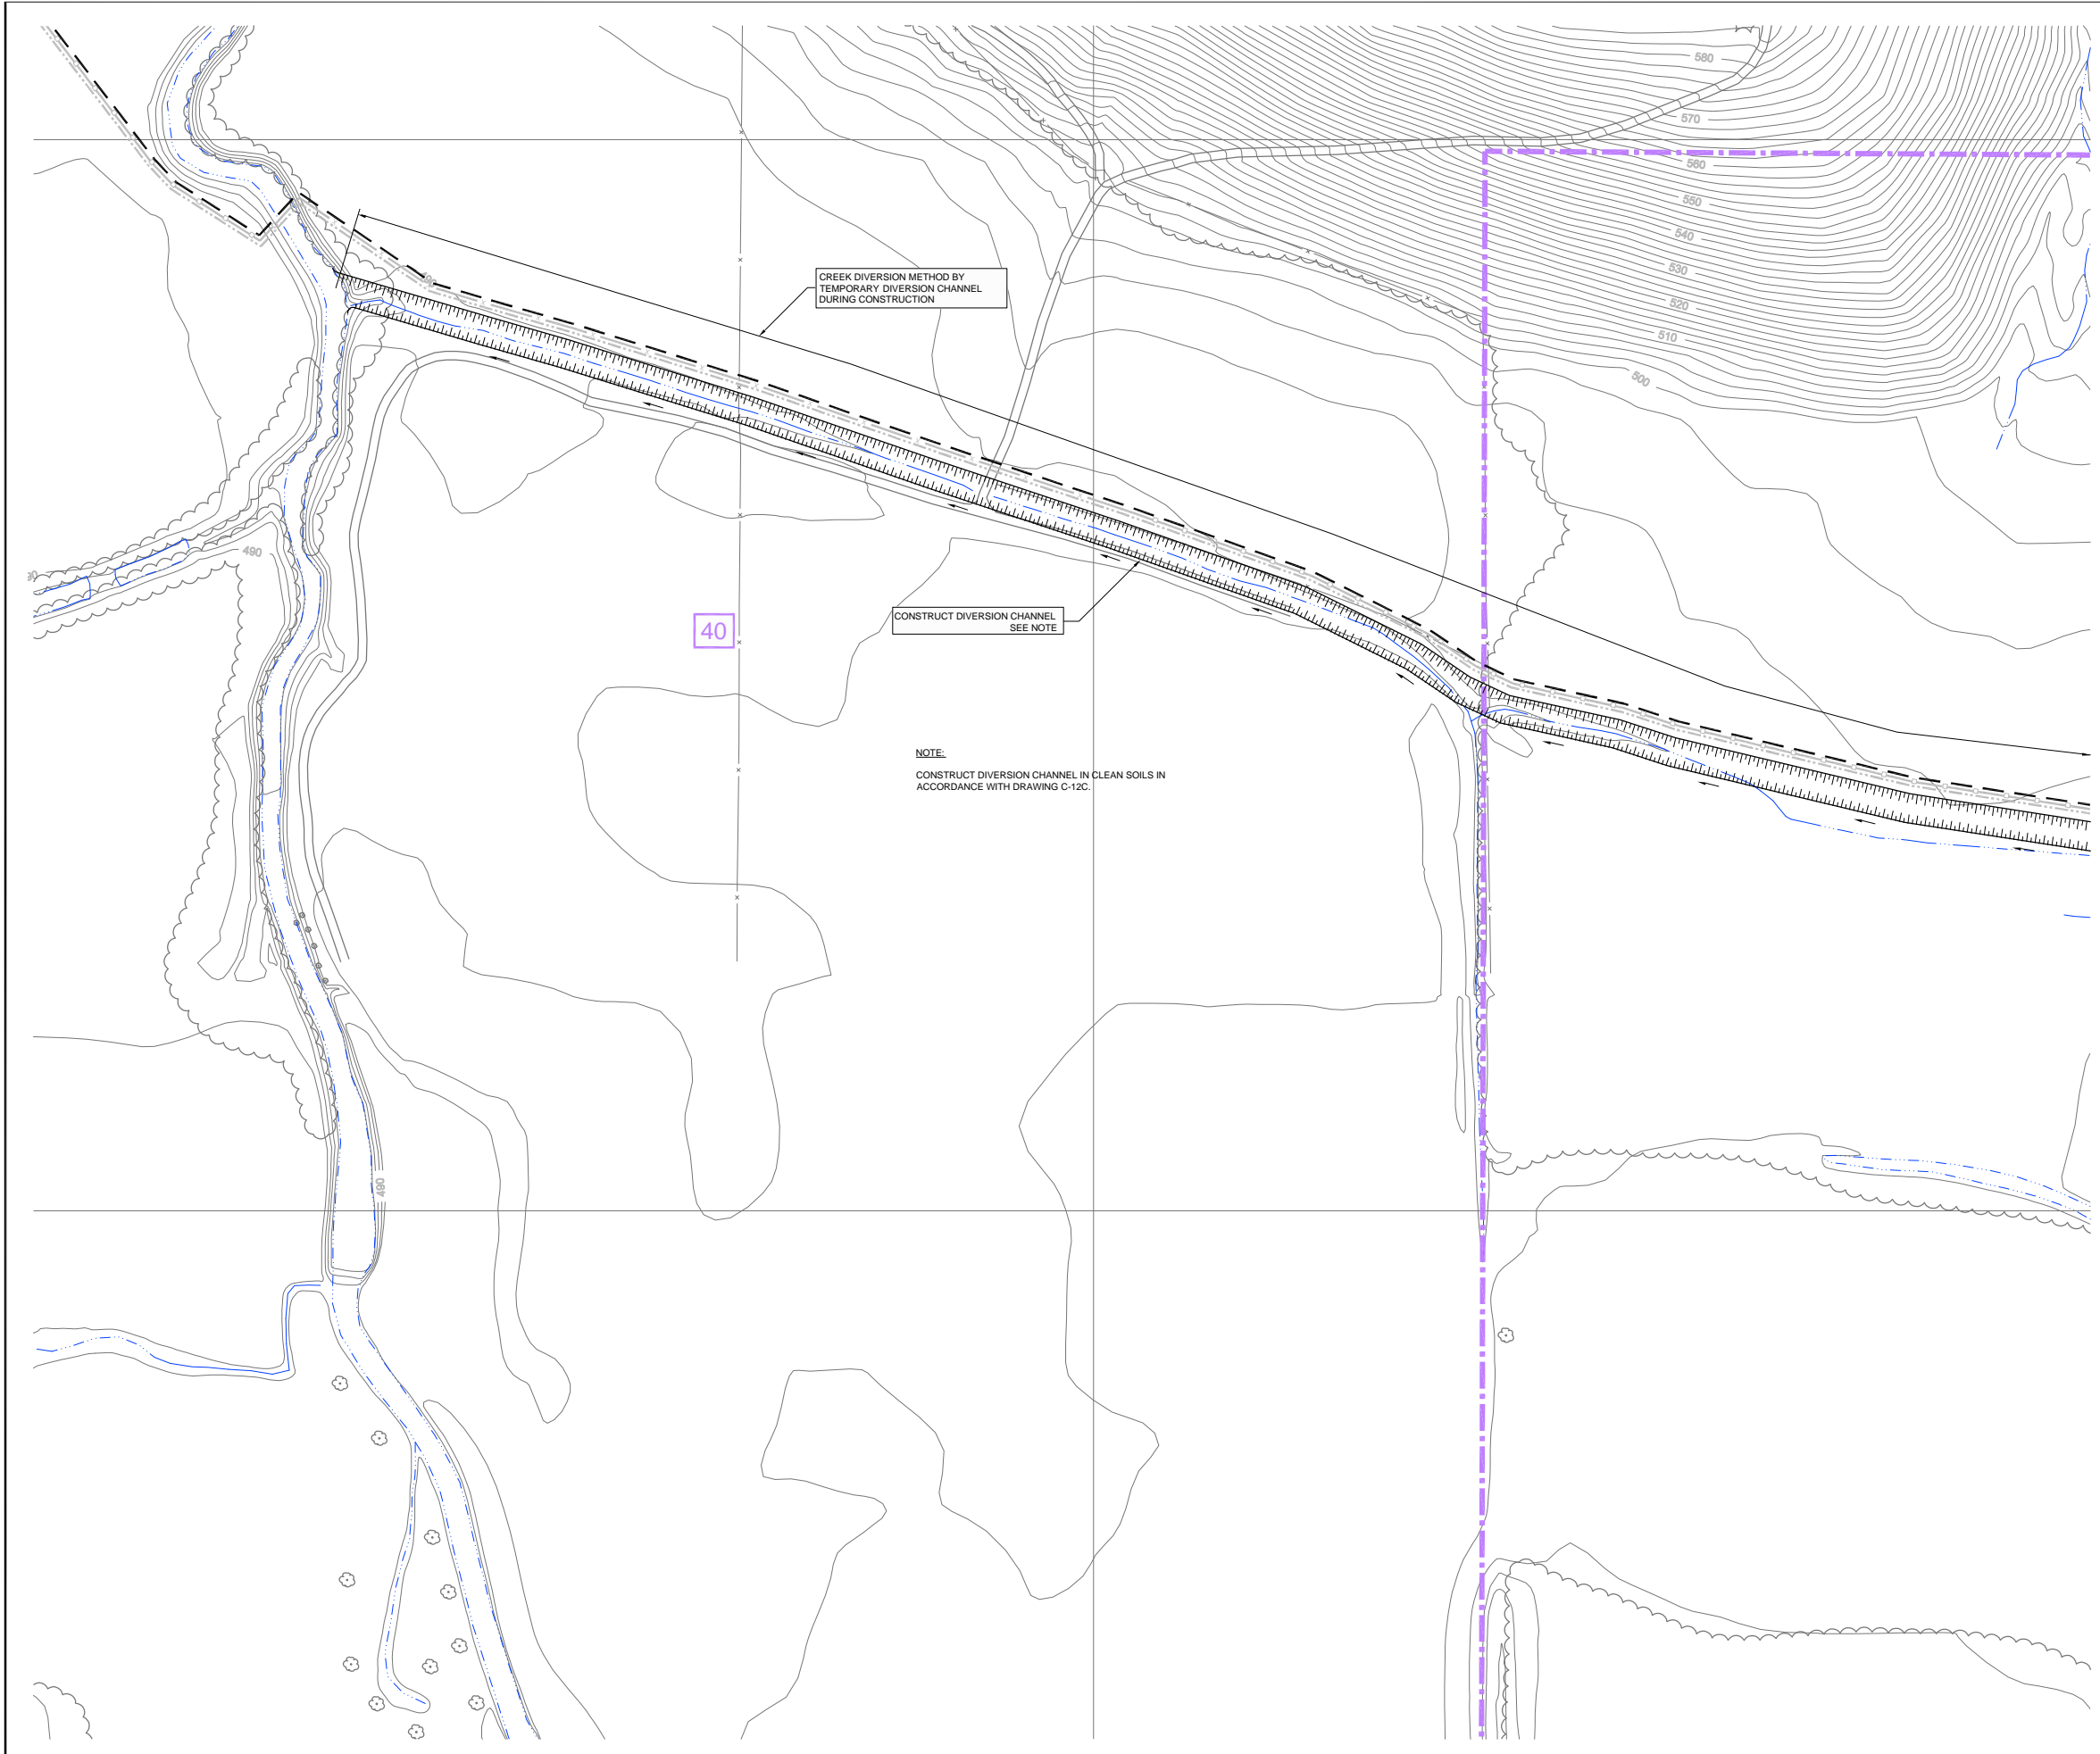 580
570
560
550
540
530
520
510
500
CREEK DIVERSION METHOD BY
TEMPORARY DIVERSION CHANNEL
DURING CONSTRUCTION
490
CONSTRUCT DIVERSION CHANNEL
SEE NOTE
40
NOTE:
CONSTRUCT DIVERSION CHANNEL IN CLEAN SOILS IN
ACCORDANCE WITH DRAWING C-12C.
490